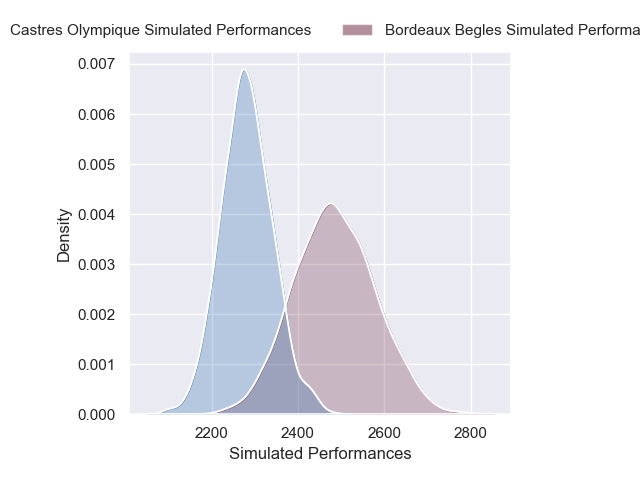 Castres Olympique Simulated Performances Bordeaux Begles Simulated
0.007
0.006
0.005
0.004
0.003
0.002
0.001
0.000
Density
2200 2400 2600 2800
Simulated Performances